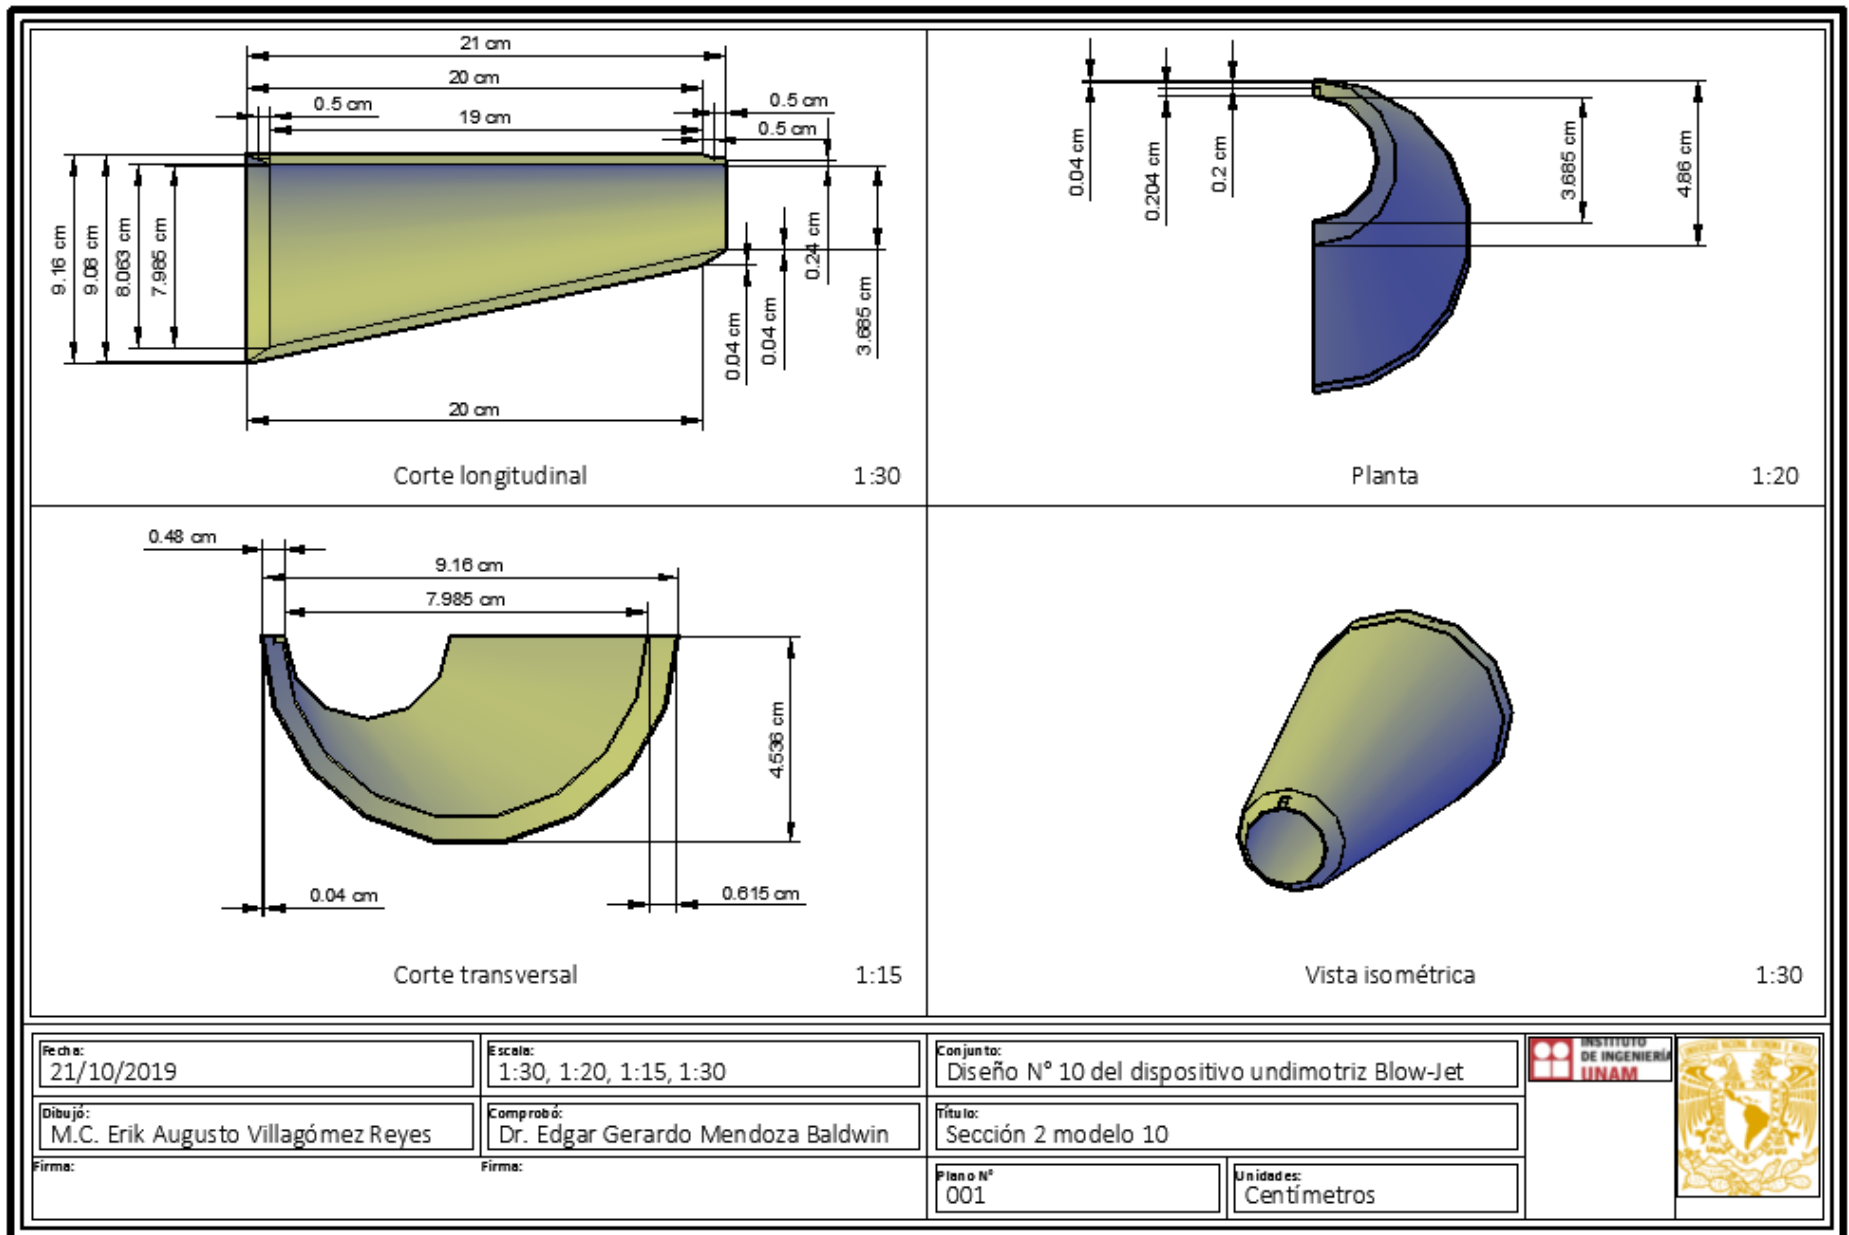 21 cm
20 cm
0.5 cm
19 cm
0.5 cm
0.5 cm
9.16 cm
9.08 cm
8.063 cm
7.985 cm
0.04 cm
0.04 cm
0.24 cm
3.685 cm
20 cm
Corte longitudinal
1:30
0.04 cm
0.204 cm
0.2 cm
3.685 cm
4.86 cm
Planta
1:20
0.48 cm
9.16 cm
7.985 cm
4.536 cm
0.04 cm
0.615 cm
Corte transversal
1:15
Vista isométrica
1:30
Fecha:
21/10/2019
Escala:
1:30, 1:20, 1:15, 1:30
Conjunto:
Diseño N° 10 del dispositivo undimotriz Blow-Jet
INSTITUTO
DE INGENIERÍA
UNAM
Dibujó:
M.C. Erik Augusto Villagómez Reyes
Comprobó:
Dr. Edgar Gerardo Mendoza Baldwin
Título:
Sección 2 modelo 10
Firma:
Firma:
Plano N°
001
Unidades:
Centímetros